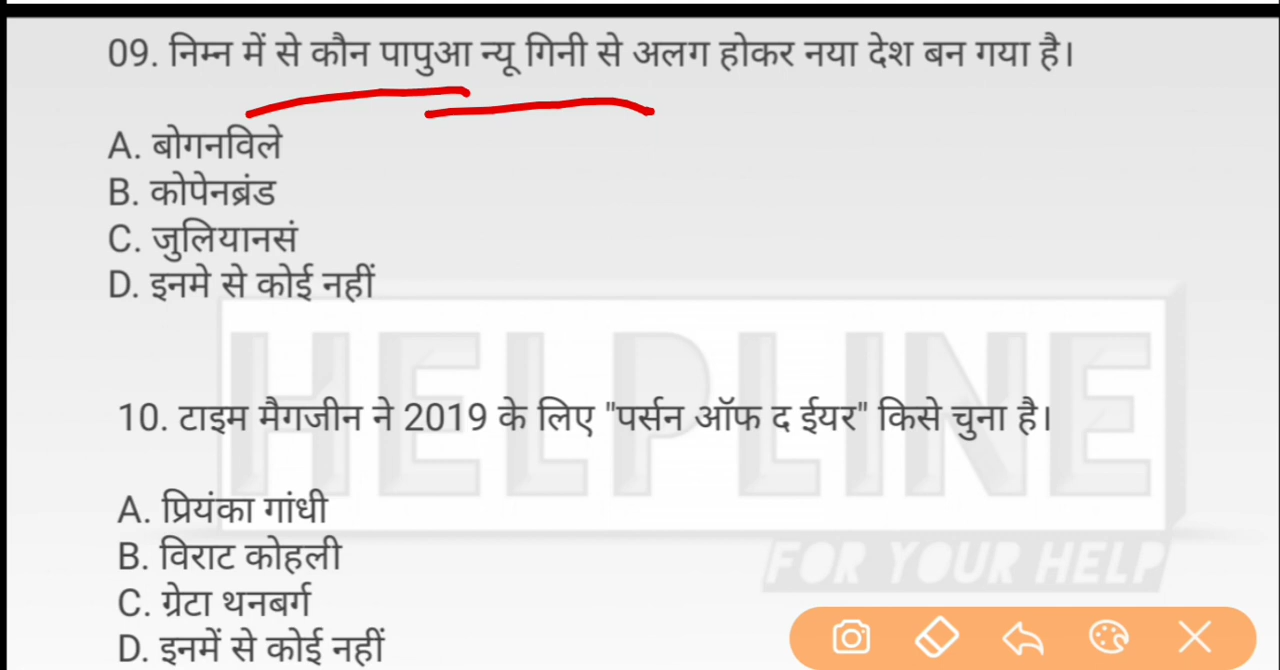 09. निम्न में से कौन पापुआ न्यू गिनी से अलग होकर नया देश बन गया है।
A. बोगनविले
B. कोपेनब्रंड
C. जुलियानसं
D. इनमे से कोई नहीं
HELPLINE
FOR YOUR HELP
10. टाइम मैगजीन ने 2019 के लिए "पर्सन ऑफ द ईयर" किसे चुना है।
A. प्रियंका गांधी
B. विराट कोहली
C. ग्रेटा थनबर्ग
D. इनमें से कोई नहीं